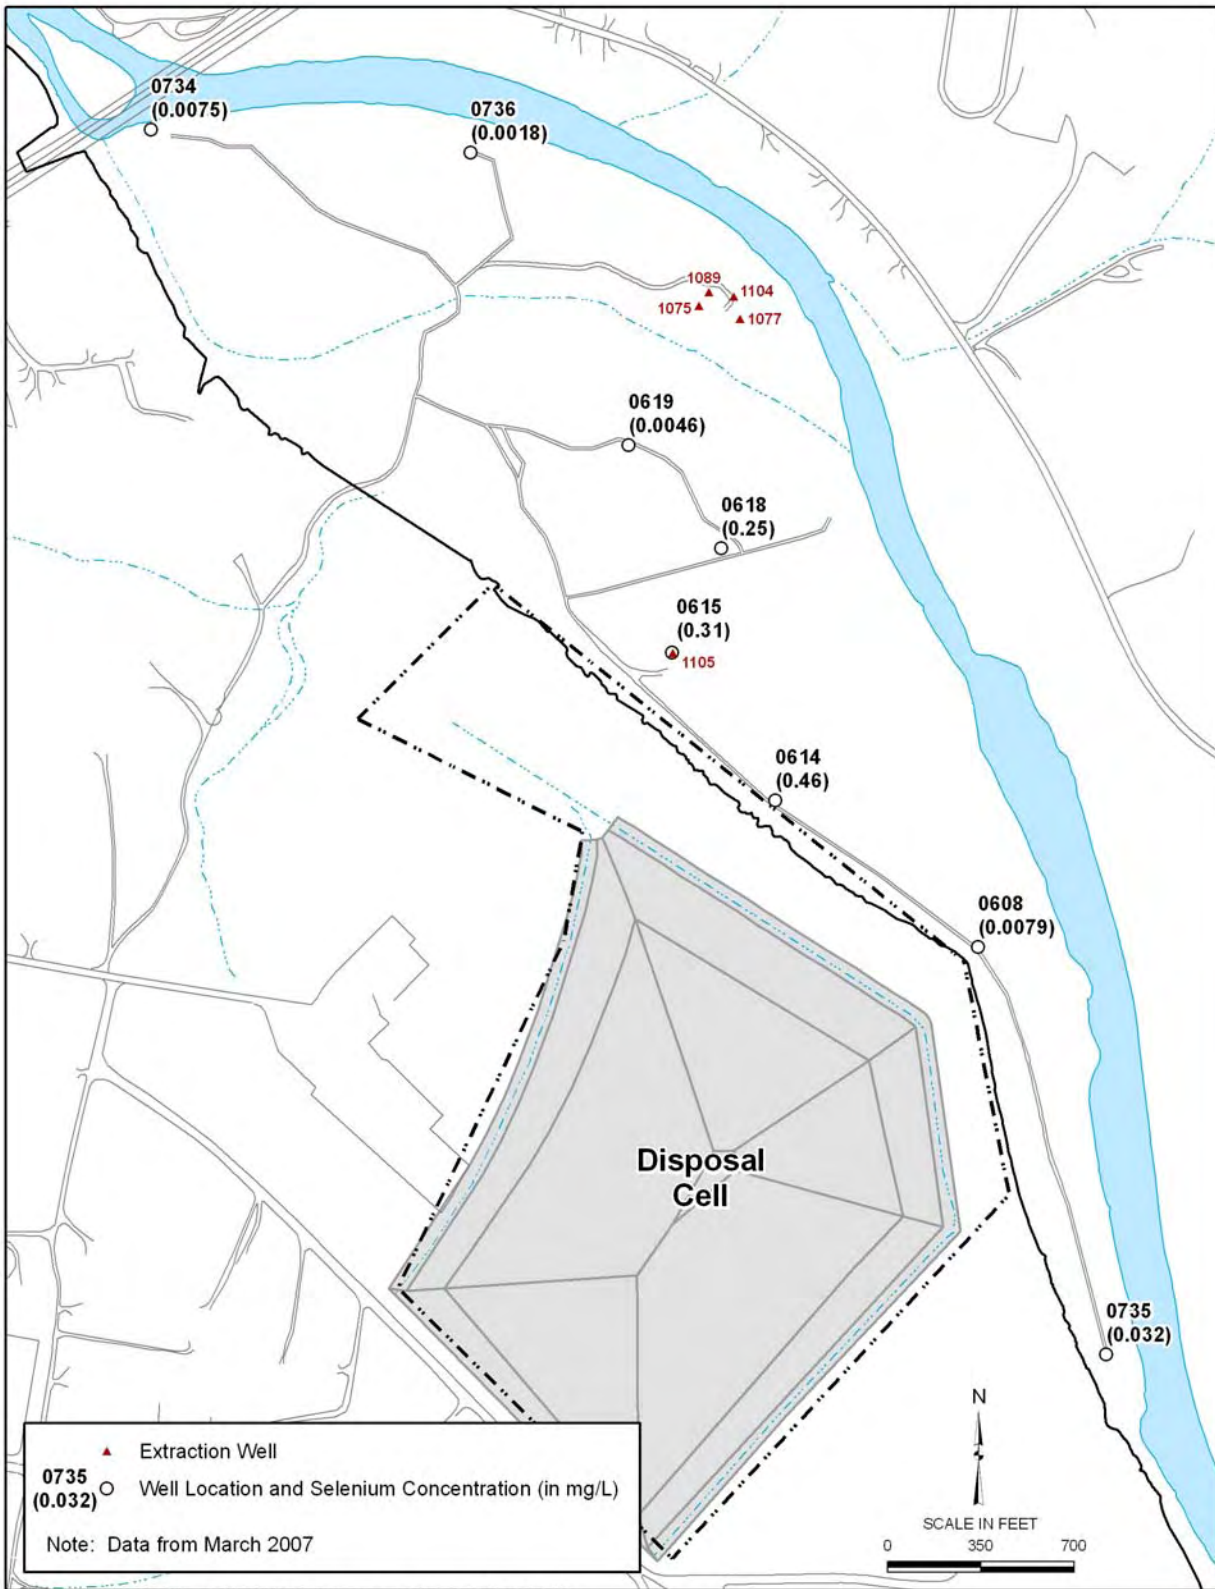 0734
(0.0075)
0736
(0.0018)
1089
1104
1075
1077
0619
(0.0046)
0618
(0.25)
0615
(0.31)
1105
0614
(0.46)
0608
(0.0079)
Disposal
Cell
0735
(0.032)
N
SCALE IN FEET
0 350 700
Extraction Well
0735
(0.032)
Well Location and Selenium Concentration (in mg/L)
Note: Data from March 2007